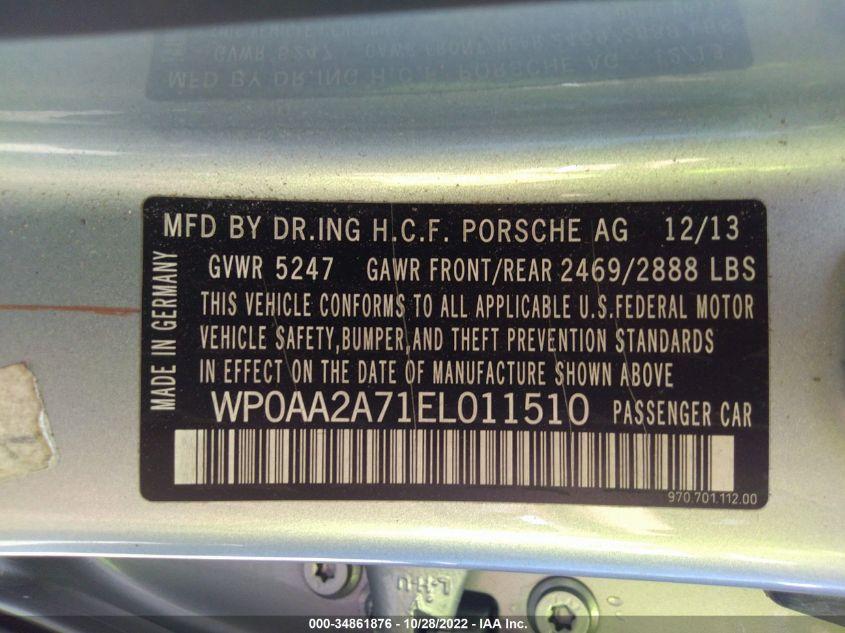 MFD BY DR.ING H.C.F. PORSCHE AG 12/13
GVWR 5247 GAWR FRONT/REAR 2469/2888 LBS
THIS VEHICLE CONFORMS TO ALL APPLICABLE U.S.FEDERAL MOTOR
VEHICLE SAFETY,BUMPER,AND THEFT PREVENTION STANDARDS
IN EFFECT ON THE DATE OF MANUFACTURE SHOWN ABOVE
WP0AA2A71EL011510 PASSENGER CAR
970.701.112.00
MADE IN GERMANY
000-34861876 - 10/28/2022 - IAA Inc.